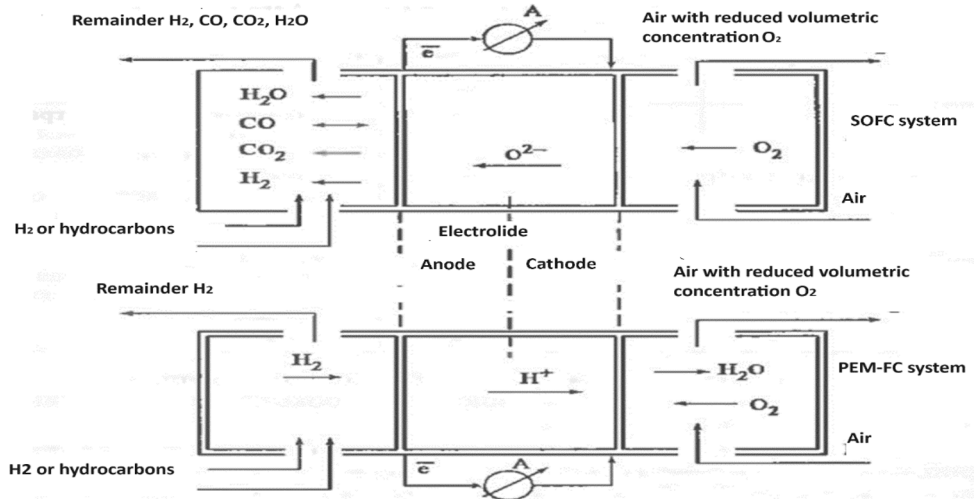 Remainder H₂, CO, CO₂, H₂O
Air with reduced volumetric
concentration O₂
A
e̅
H₂O
CO
CO₂
H₂
O²⁻
O₂
SOFC system
Air
H₂ or hydrocarbons
Electrolide
Anode
Cathode
Remainder H₂
Air with reduced volumetric
concentration O₂
H₂
H⁺
H₂O
O₂
PEM-FC system
Air
H2 or hydrocarbons
e̅
A